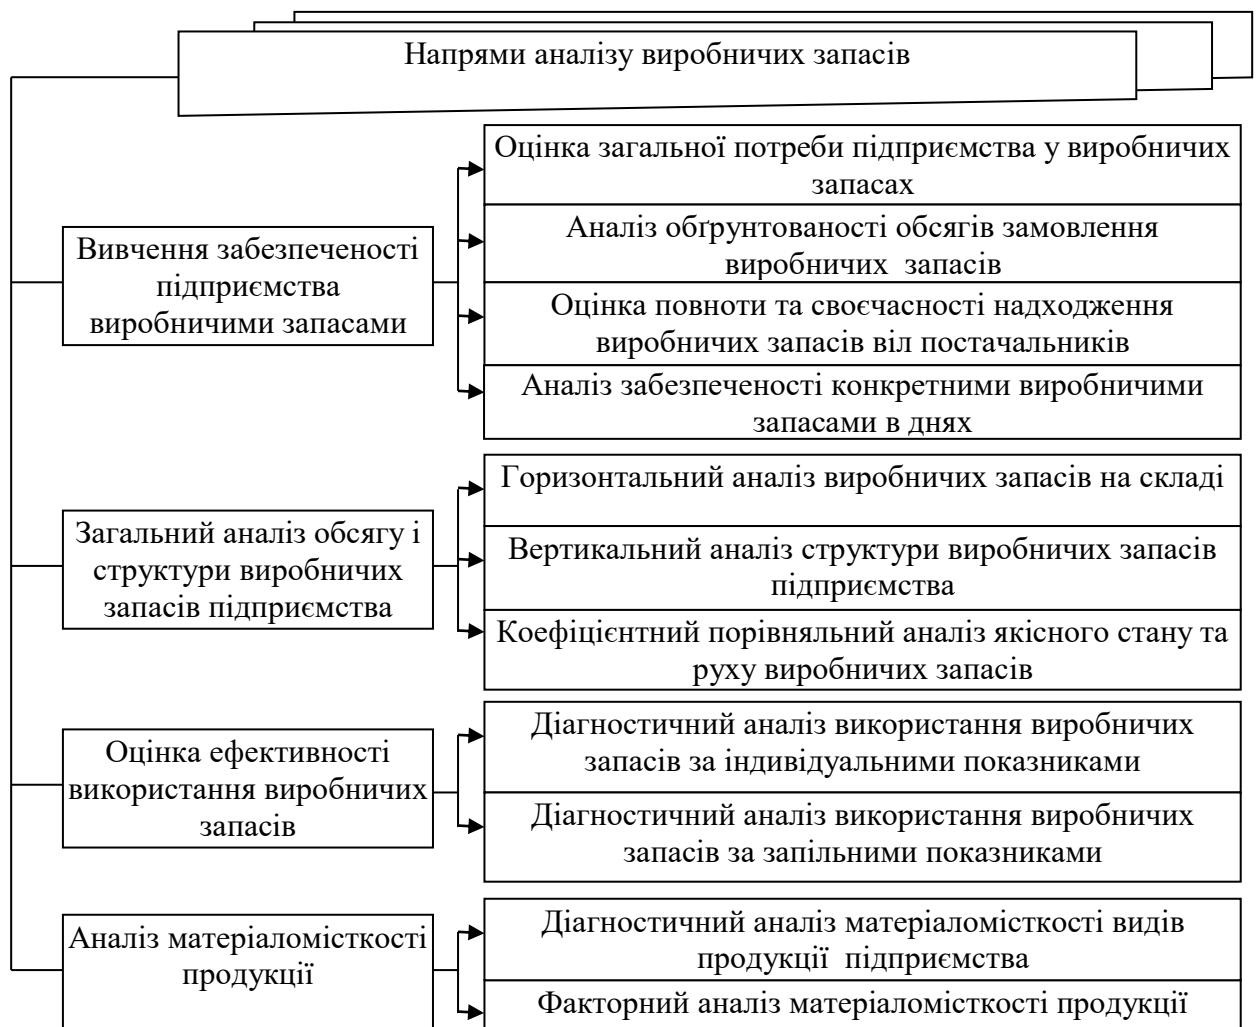 Напрями аналізу виробничих запасів
Вивчення забезпеченості
підприємства
виробничими запасами
Оцінка загальної потреби підприємства у виробничих
запасах
Аналіз обґрунтованості обсягів замовлення
виробничих запасів
Оцінка повноти та своєчасності надходження
виробничих запасів віл постачальників
Аналіз забезпеченості конкретними виробничими
запасами в днях
Загальний аналіз обсягу і
структури виробничих
запасів підприємства
Горизонтальний аналіз виробничих запасів на складі
Вертикальний аналіз структури виробничих запасів
підприємства
Коефіцієнтний порівняльний аналіз якісного стану та
руху виробничих запасів
Оцінка ефективності
використання виробничих
запасів
Діагностичний аналіз використання виробничих
запасів за індивідуальними показниками
Діагностичний аналіз використання виробничих
запасів за запільними показниками
Аналіз матеріаломісткості
продукції
Діагностичний аналіз матеріаломісткості видів
продукції підприємства
Факторний аналіз матеріаломісткості продукції